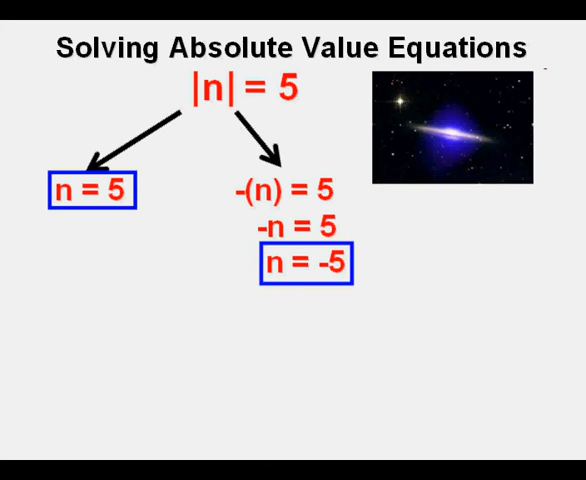 Solving Absolute Value Equations
|n| = 5
n = 5
-(n) = 5
-n = 5
n = -5